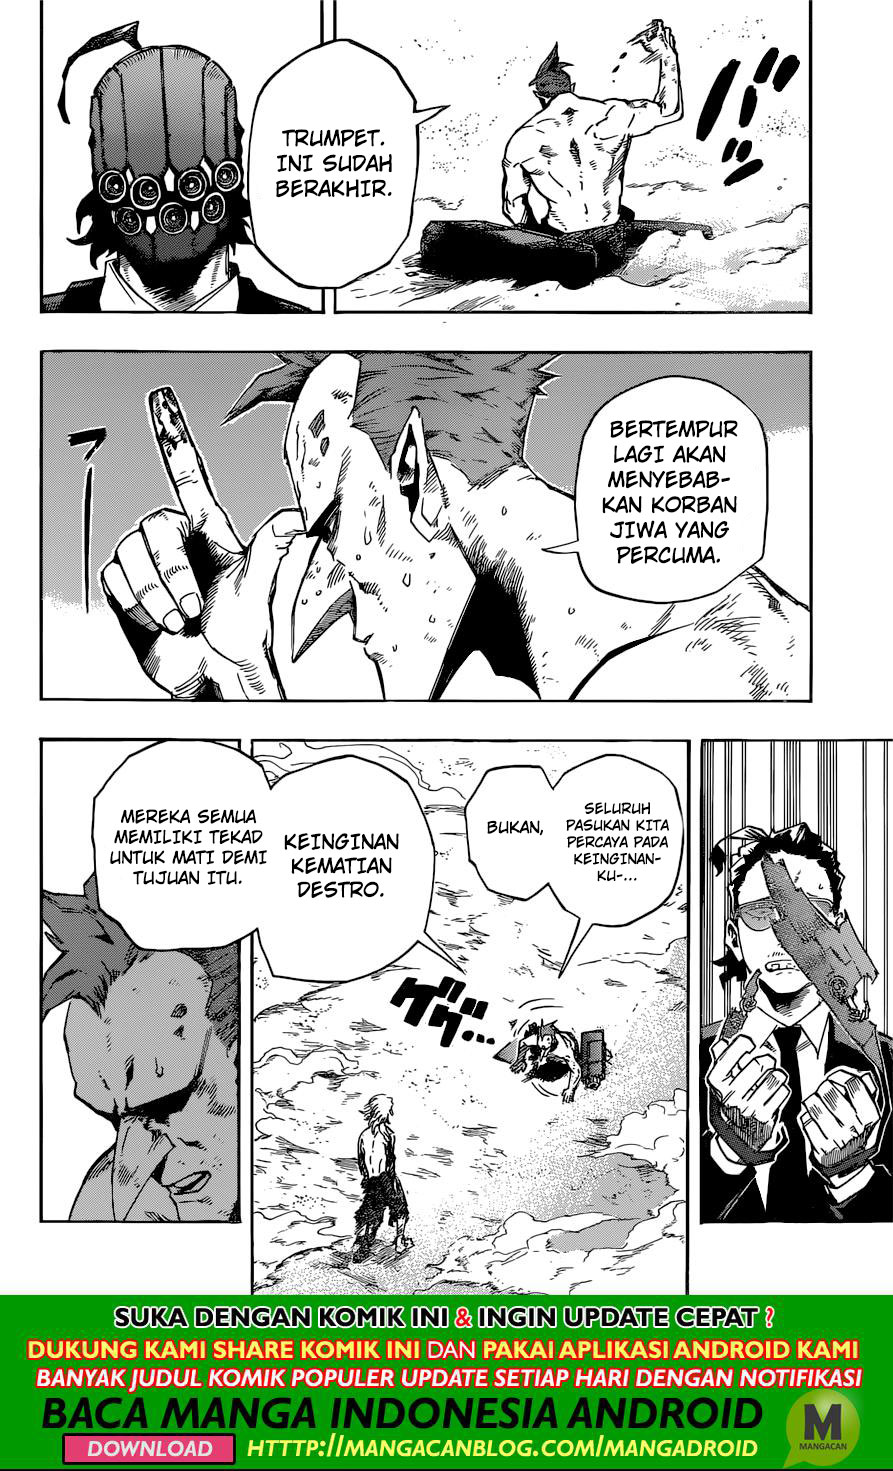 TRUMPET.
INI SUDAH
BERAKHIR.
BERTEMPUR
LAGI AKAN
MENYEBAB-
KAN KORBAN
JIWA YANG
PERCUMA.
SELURUH
PASUKAN KITA
PERCAYA PADA
KEINGINAN-
KU-...
BUKAN,
KEINGINAN
KEMATIAN
DESTRO.
MEREKA SEMUA
MEMILIKI TEKAD
UNTUK MATI DEMI
TUJUAN ITU.
グググ...
SUKA DENGAN KOMIK INI & INGIN UPDATE CEPAT ?
DUKUNG KAMI SHARE KOMIK INI DAN PAKAI APLIKASI ANDROID KAMI
BANYAK JUDUL KOMIK POPULER UPDATE SETIAP HARI DENGAN NOTIFIKASI
BACA MANGA INDONESIA ANDROID
DOWNLOAD HTTTP://MANGACANBLOG.COM/MANGADROID
M
MANGACAN